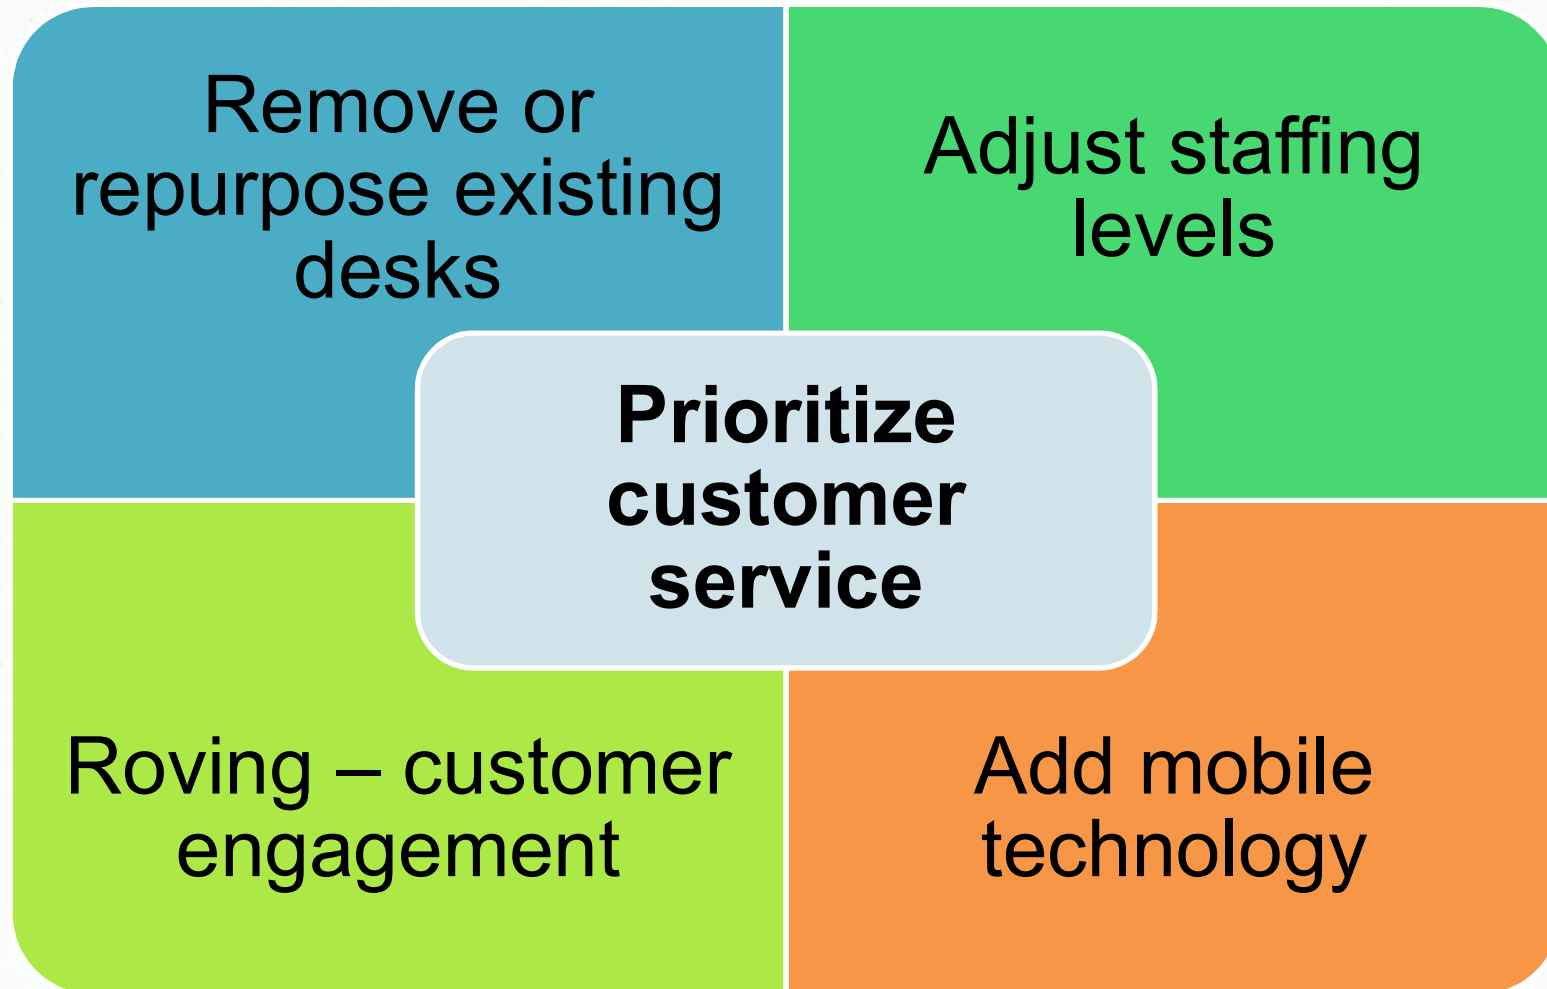 Remove or
repurpose existing
desks
Adjust staffing
levels
Prioritize
customer
service
Roving – customer
engagement
Add mobile
technology